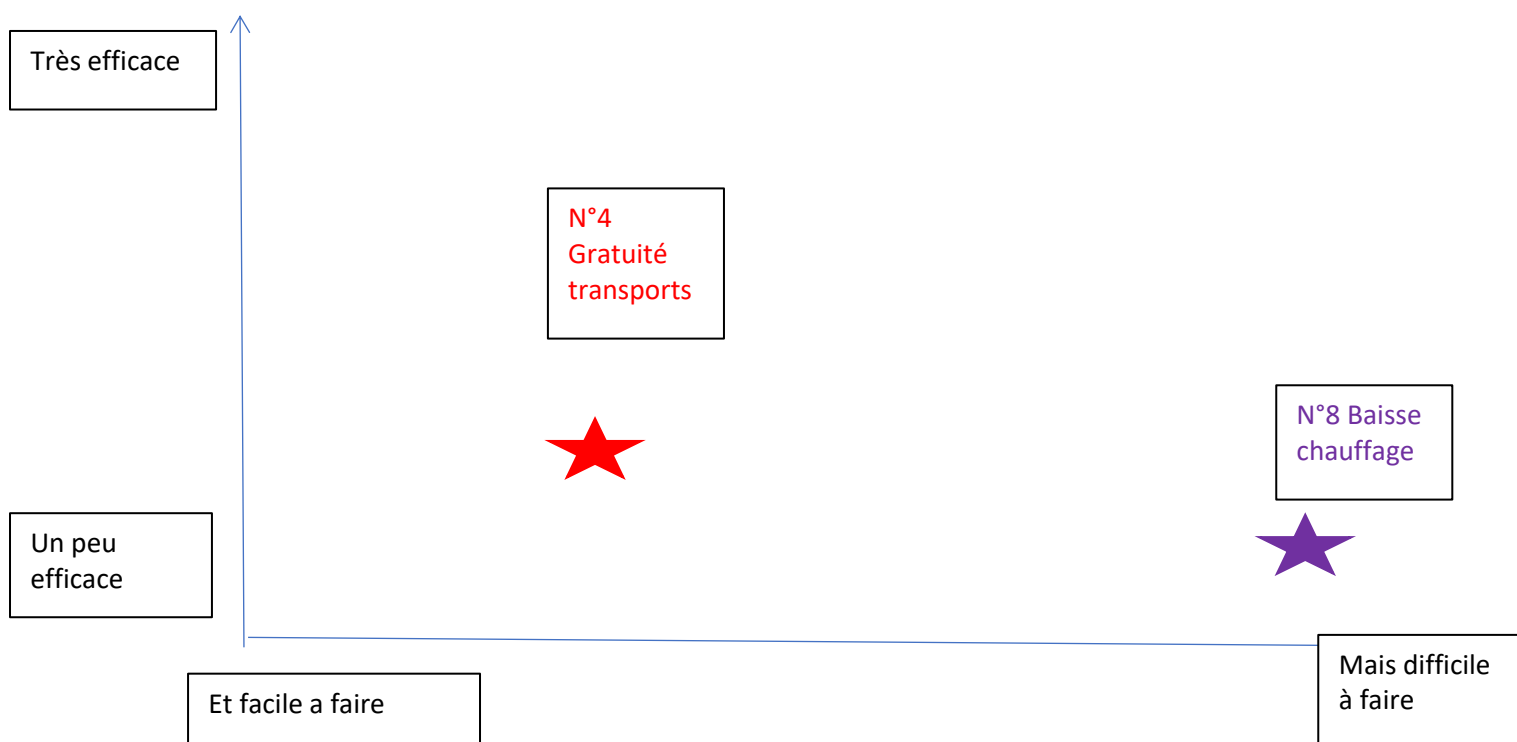 Très efficace
N°4
Gratuité
transports
N°8 Baisse
chauffage
Un peu
efficace
Mais difficile
à faire
Et facile a faire